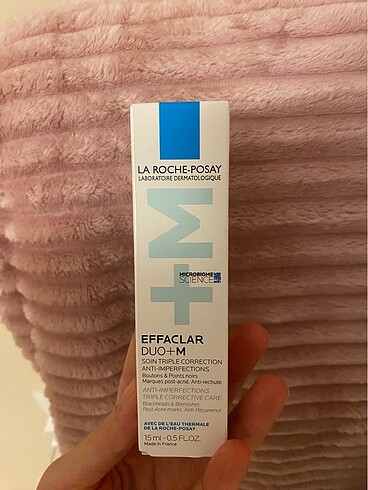 LA ROCHE-POSAY
LABORATOIRE DERMATOLOGIQUE
+M
MICROBIOME
SCIENCE
EFFACLAR
DUO+M
SOIN TRIPLE CORRECTION
ANTI-IMPERFECTIONS
Boutons & Points noirs
Marques post-acné, Anti-rechute
ANTI-IMPERFECTIONS
TRIPLE CORRECTIVE CARE
Blackheads & Blemishes
Post-Acne marks, Anti-Recurrence
AVEC DE L'EAU THERMALE
DE LA ROCHE-POSAY
15 ml - 0.5 FL.OZ.
Made in France